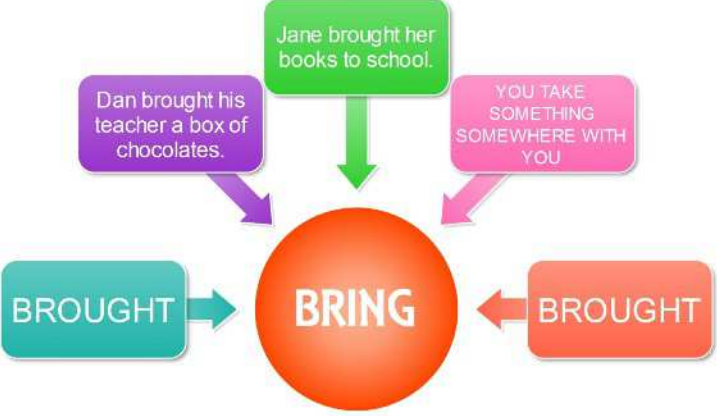 Jane brought her
books to school.
Dan brought his
teacher a box of
chocolates.
YOU TAKE
SOMETHING
SOMEWHERE WITH
YOU
BROUGHT
BRING
BROUGHT